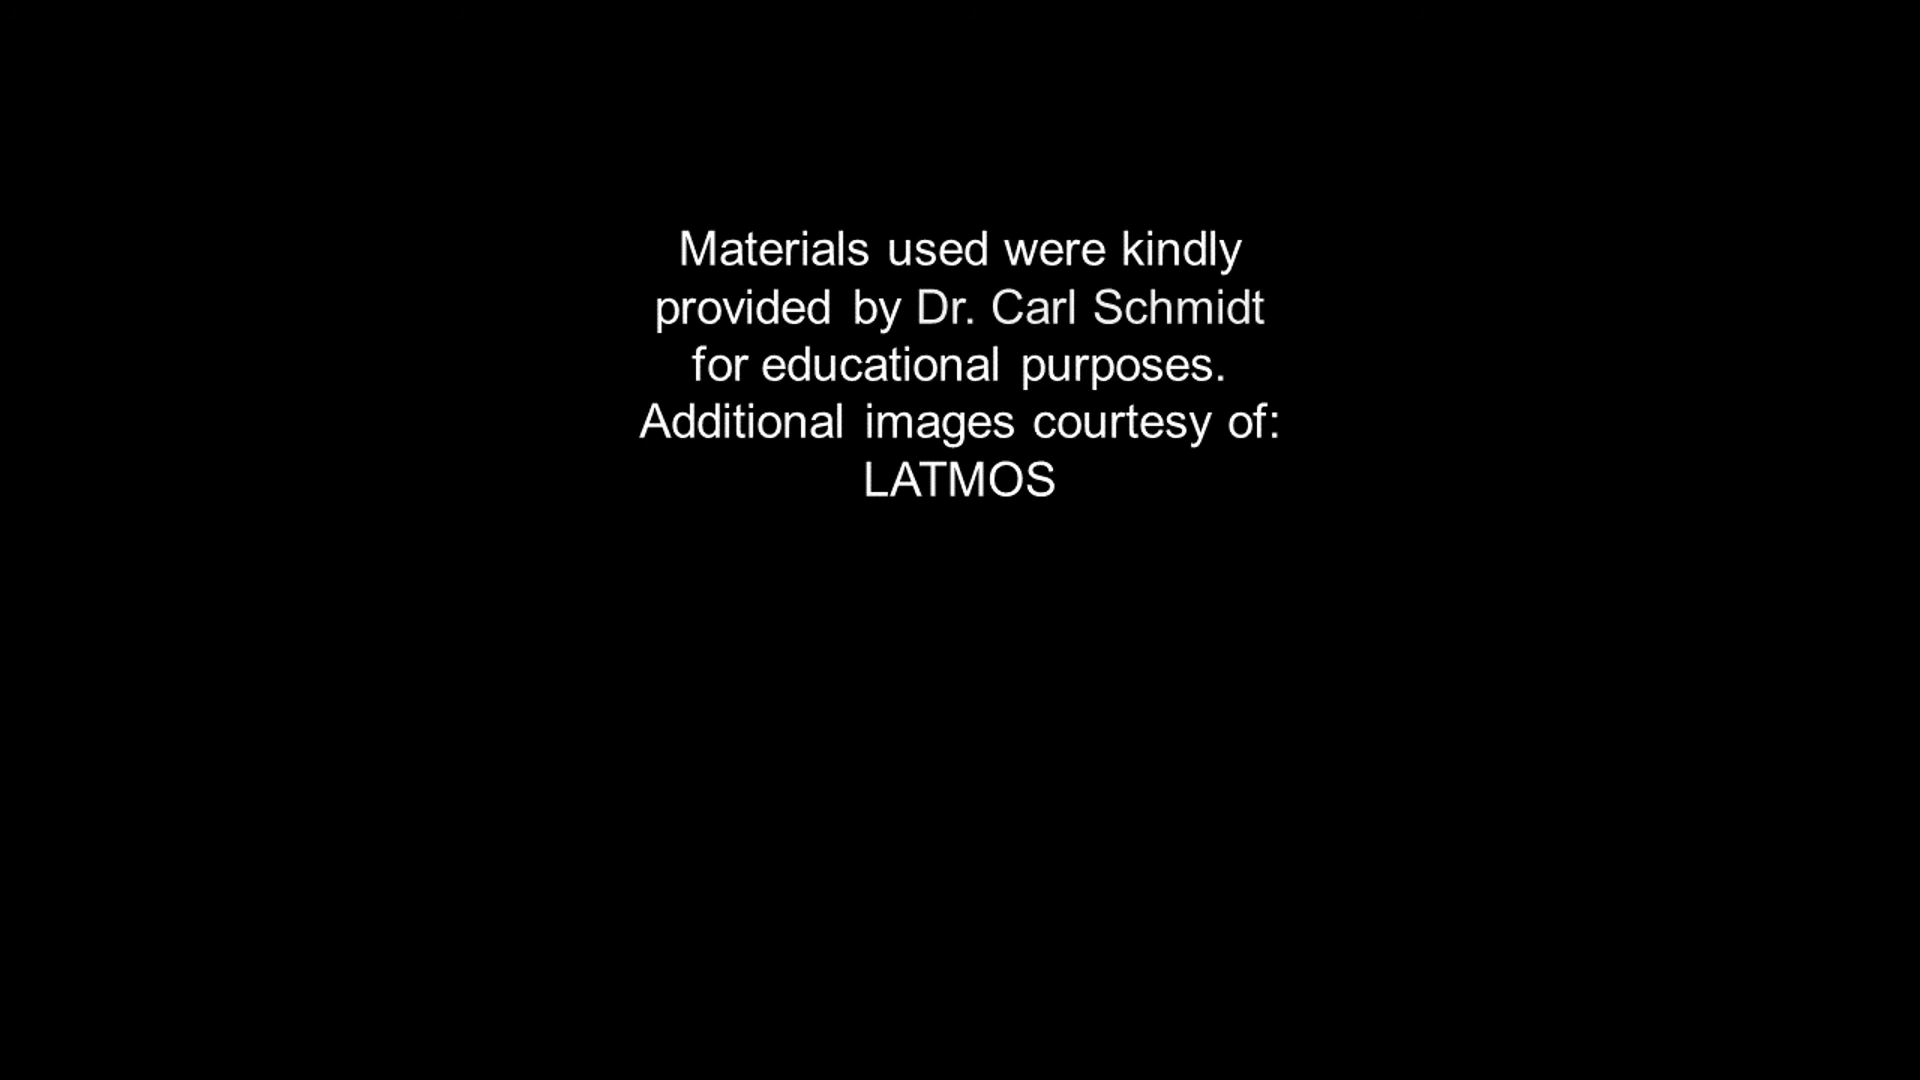 Materials used were kindly
provided by Dr. Carl Schmidt
for educational purposes.
Additional images courtesy of:
LATMOS